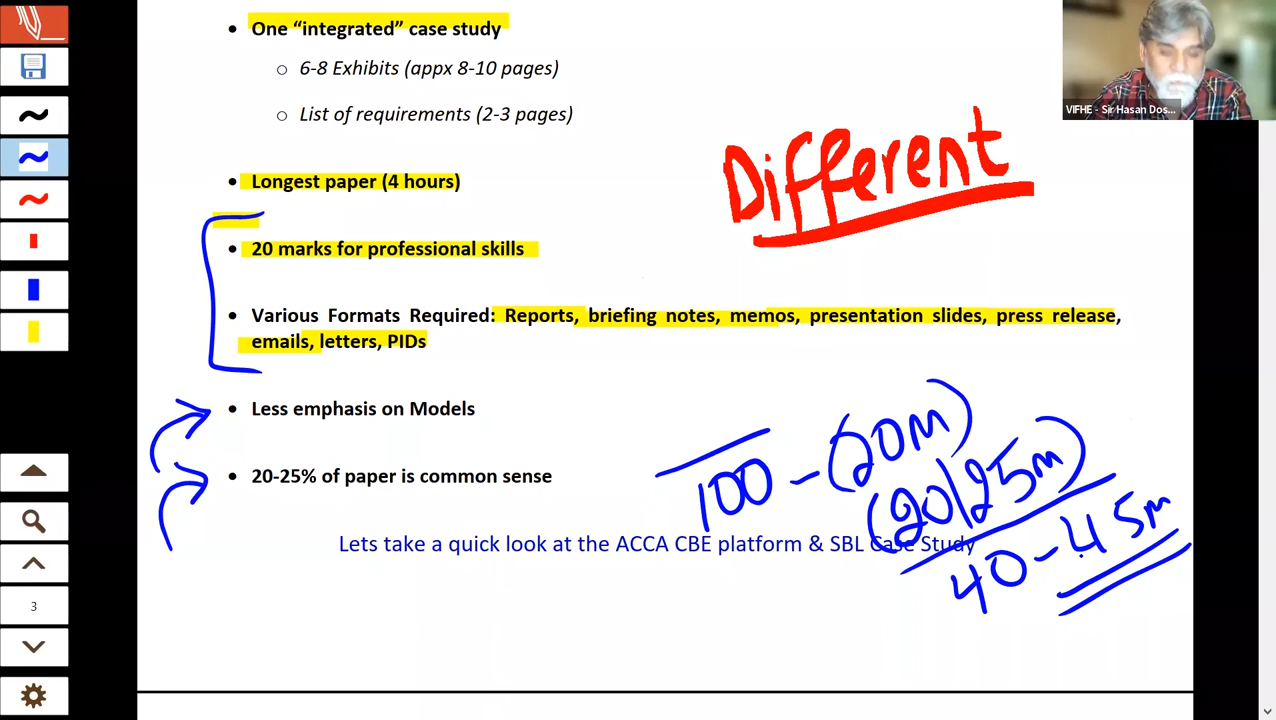 One “integrated” case study
6-8 Exhibits (appx 8-10 pages)
List of requirements (2-3 pages)
Longest paper (4 hours)
20 marks for professional skills
Various Formats Required: Reports, briefing notes, memos, presentation slides, press release,
emails, letters, PIDs
Less emphasis on Models
20-25% of paper is common sense
Lets take a quick look at the ACCA CBE platform & SBL Case Study
Different
100 - (20m)
(20/25m)
40-45m
VIFHE - Sir Hasan Dos...
3